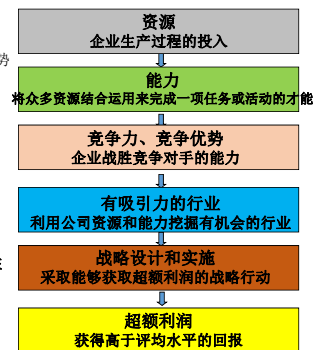 资源
企业生产过程的投入
势
能力
将众多资源结合运用来完成一项任务或活动的才能
竞争力、竞争优势
企业战胜竞争对手的能力
有吸引力的行业
利用公司资源和能力挖掘有机会的行业
战略设计和实施
采取能够获取超额利润的战略行动
超额利润
获得高于评均水平的回报